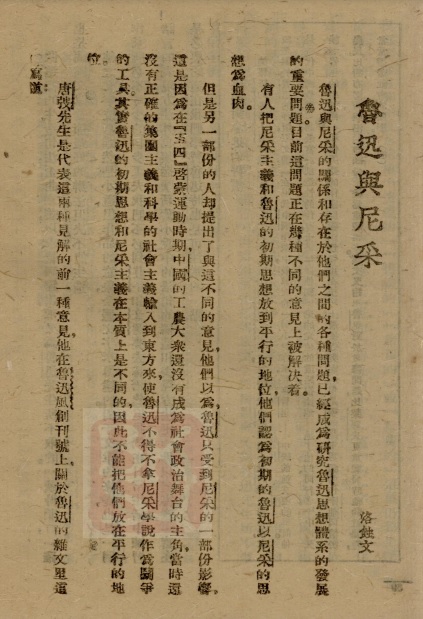 魯迅與尼采
洛蝕文
魯迅與尼采的關係和存在於他們之間的各種問題，已經成為研究魯迅思想體系的發展
的重要問題。目前這問題正在幾種不同的意見上被解决着。
有人把尼采主義和魯迅的初期思想放到平行的地位，他們認為初期的魯迅以尼采的思
想為血肉。
但是另一部份的人却提出了與這不同的意見，他們以為魯迅只受到尼采的一部份影響，
這是因為在『五四』啓蒙運動時期，中國的工農大衆還沒有成為社會政治舞台的主角，當時還
沒有正確的集團主義和科學的社會主義輸入到東方來，使魯迅不得不拿尼采學說作為鬭爭
的工具。其實魯迅的初期思想和尼采主義在本質上是不同的，因此不能把他們放在平行的地
位。
唐弢先生是代表這兩種見解的前一種意見，他在魯迅風創刊號上，關於魯迅的雜文里這
寫道：